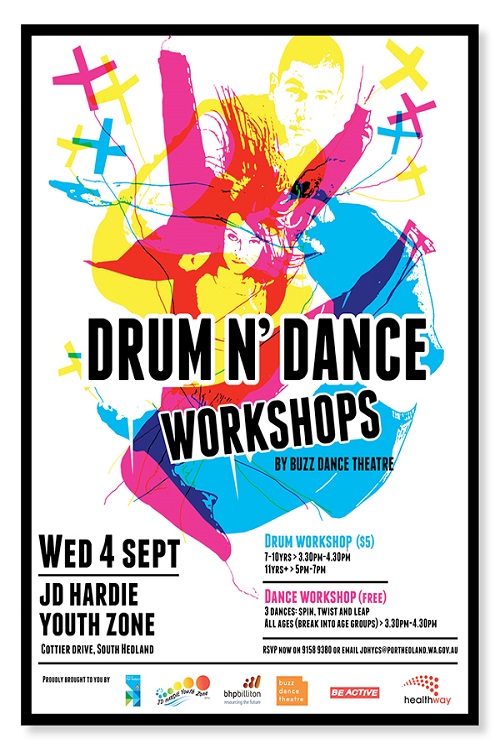 DRUM N' DANCE
WORKSHOPS
BY BUZZ DANCE THEATRE
WED 4 SEPT
JD HARDIE
YOUTH ZONE
COTTIER DRIVE, SOUTH HEDLAND
DRUM WORKSHOP ($5)
7-10YRS > 3.30PM-4.30PM
11YRS+ > 5PM-7PM
DANCE WORKSHOP (FREE)
3 DANCES: SPIN, TWIST AND LEAP
ALL AGES (BREAK INTO AGE GROUPS) > 3.30PM-4.30PM
RSVP NOW ON 9158 9380 OR EMAIL JDHYCS@PORTHEDLAND.WA.GOV.AU
PROUDLY BROUGHT TO YOU BY
JD HARDIE YOUTH ZONE
bhpbilliton
resourcing the future
buzz
dance
theatre
BE ACTIVE
healthway